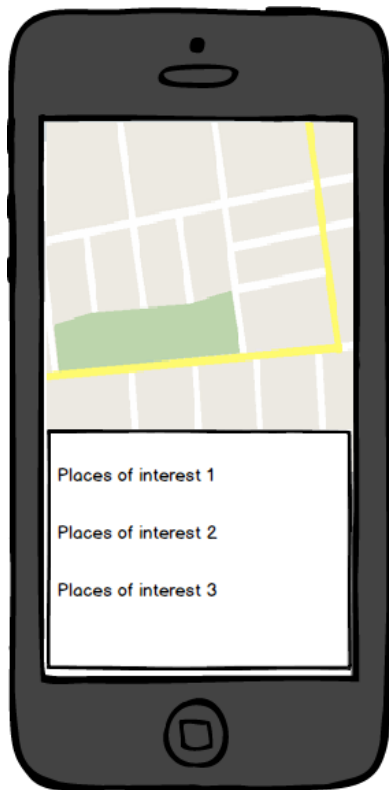 Places of interest 1
Places of interest 2
Places of interest 3